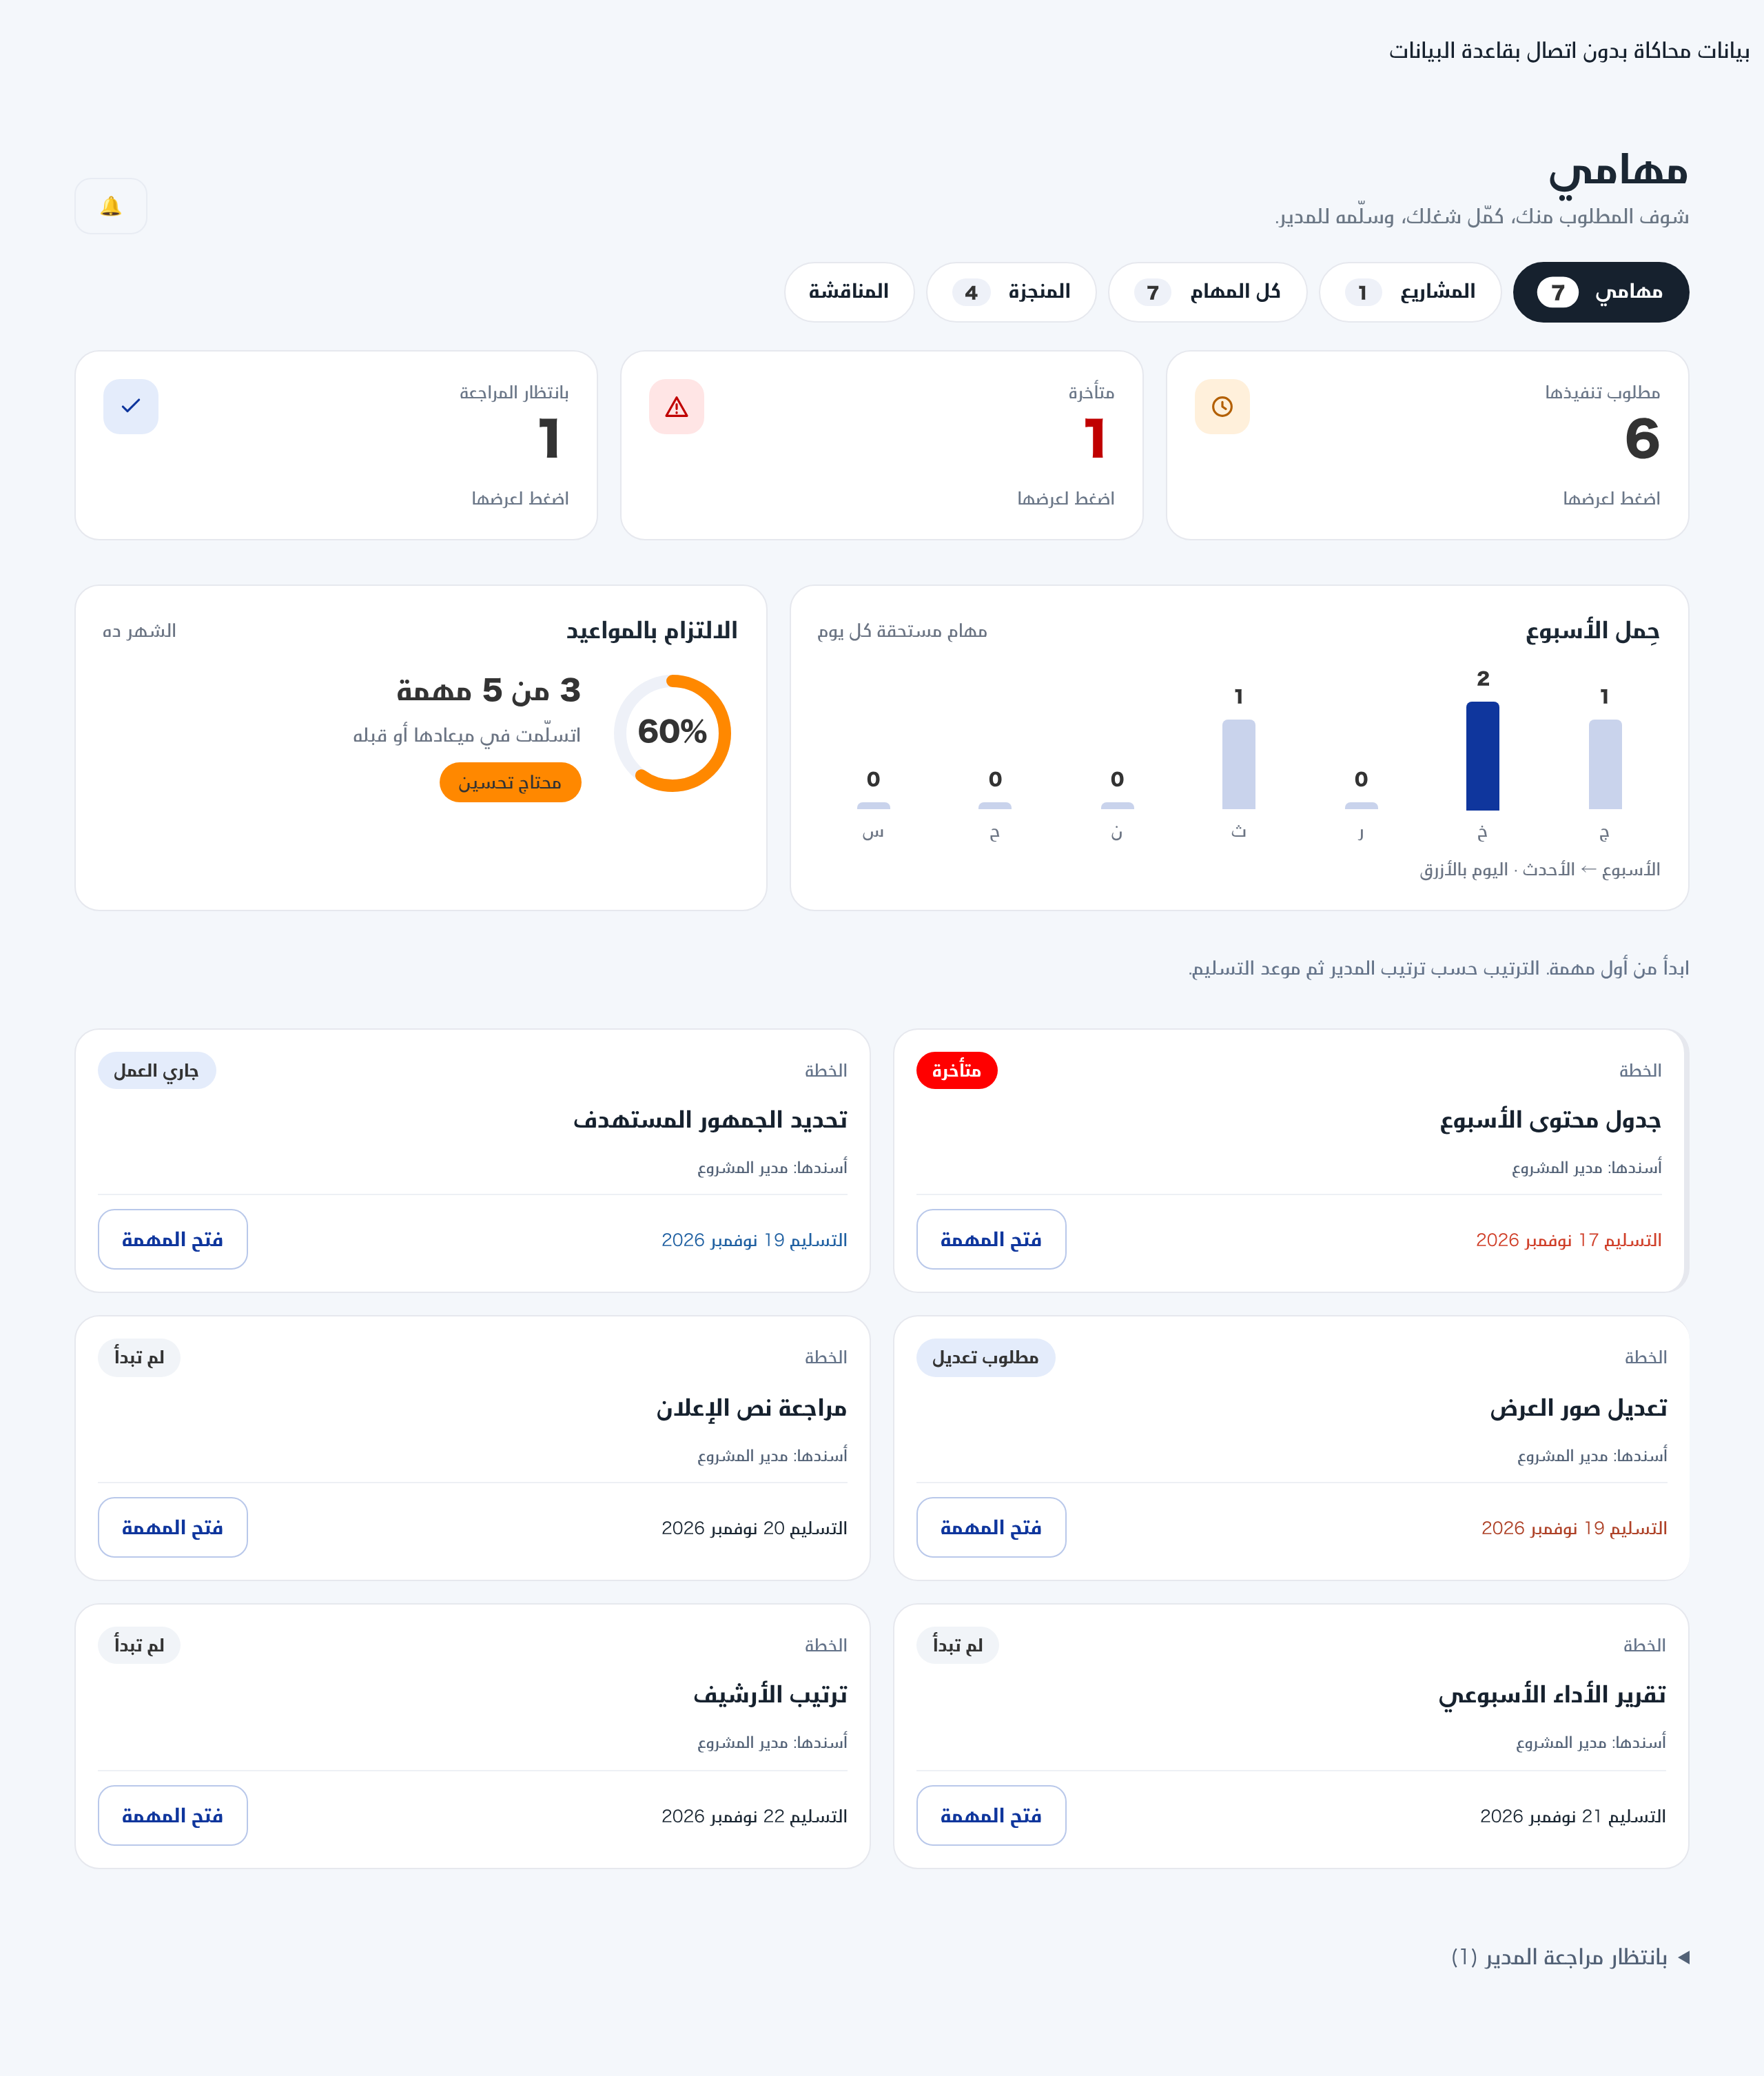 بيانات محاكاة بدون اتصال بقاعدة البيانات
مهامي
شوف المطلوب منك، كمّل شغلك، وسلّمه للمدير.
🔔
مهامي 7
المشاريع 1
كل المهام 7
المنجزة 4
المناقشة
مطلوب تنفيذها
6
اضغط لعرضها
متأخرة
1
اضغط لعرضها
بانتظار المراجعة
1
اضغط لعرضها
حِمل الأسبوع
مهام مستحقة كل يوم
1 2 0 1 0 0 0
ج خ ر ث ن ح س
الأسبوع ← الأحدث · اليوم بالأزرق
الالتزام بالمواعيد
الشهر ده
60%
3 من 5 مهمة
اتسلّمت في ميعادها أو قبله
محتاج تحسين
ابدأ من أول مهمة. الترتيب حسب ترتيب المدير ثم موعد التسليم.
الخطة
متأخرة
جدول محتوى الأسبوع
أسندها: مدير المشروع
التسليم 17 نوفمبر 2026
فتح المهمة
الخطة
جاري العمل
تحديد الجمهور المستهدف
أسندها: مدير المشروع
التسليم 19 نوفمبر 2026
فتح المهمة
الخطة
مطلوب تعديل
تعديل صور العرض
أسندها: مدير المشروع
التسليم 19 نوفمبر 2026
فتح المهمة
الخطة
لم تبدأ
مراجعة نص الإعلان
أسندها: مدير المشروع
التسليم 20 نوفمبر 2026
فتح المهمة
الخطة
لم تبدأ
تقرير الأداء الأسبوعي
أسندها: مدير المشروع
التسليم 21 نوفمبر 2026
فتح المهمة
الخطة
لم تبدأ
ترتيب الأرشيف
أسندها: مدير المشروع
التسليم 22 نوفمبر 2026
فتح المهمة
بانتظار مراجعة المدير (1)